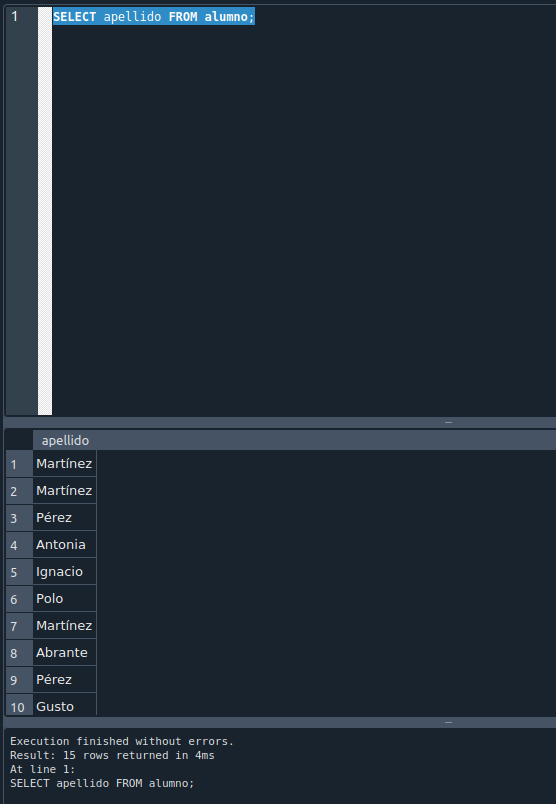 1 SELECT apellido FROM alumno;
apellido
1 Martínez
2 Martínez
3 Pérez
4 Antonia
5 Ignacio
6 Polo
7 Martínez
8 Abrante
9 Pérez
10 Gusto
Execution finished without errors.
Result: 15 rows returned in 4ms
At line 1:
SELECT apellido FROM alumno;